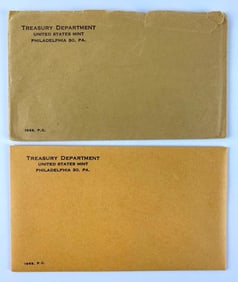 TREASURY DEPARTMENT
UNITED STATES MINT
PHILADELPHIA 30, PA.
P.C.
TREASURY DEPARTMENT
UNITED STATES MINT
PHILADELPHIA 30, PA.
P.C.